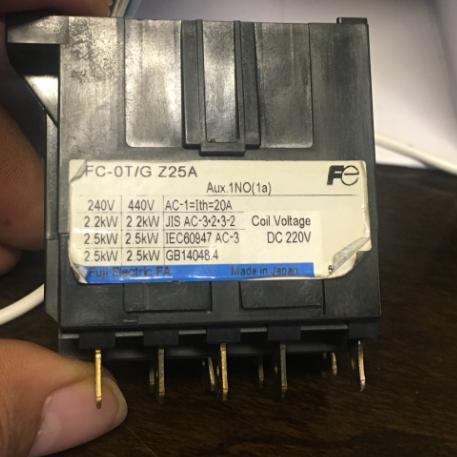 FC-0T/G Z25A
Fe
Aux.1NO(1a)
240V 440V AC-1=Ith=20A
2.2kW 2.2kW JIS AC-3·2·3-2 Coil Voltage
2.5kW 2.5kW IEC60947 AC-3 DC 220V
2.5kW 2.5kW GB14048.4
Fuji Electric FA Made in Japan 5